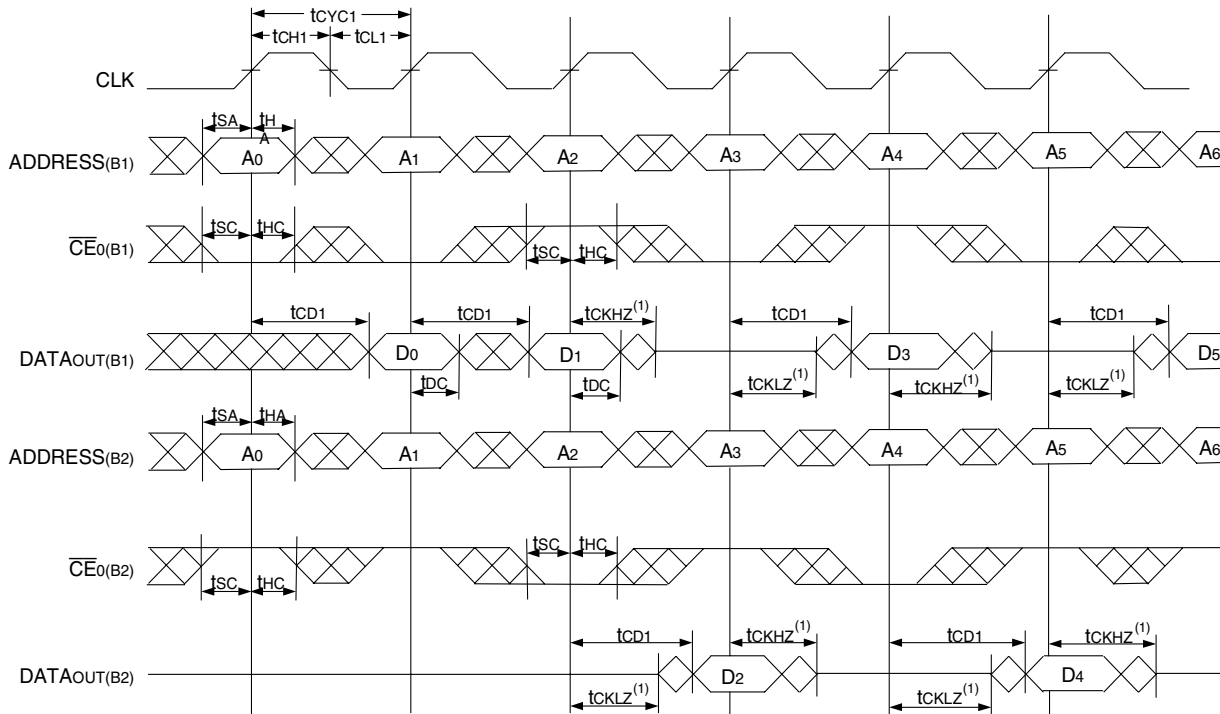 tCYC1
tCH1 tCL1
CLK
tSA tHA
ADDRESS(B1) A0 A1 A2 A3 A4 A5 A6
tSC tHC
CE0(B1) tSC tHC
tCD1 tCD1 tCKHZ(1) tCD1 tCD1
DATAOUT(B1) D0 D1 D3 D5
tDC tDC tCKLZ(1) tCKHZ(1) tCKLZ(1)
tSA tHA
ADDRESS(B2) A0 A1 A2 A3 A4 A5 A6
tSC tHC
CE0(B2)
tSC tHC
tCD1 tCKHZ(1) tCD1 tCKHZ(1)
DATAOUT(B2) D2 D4
tCKLZ(1) tCKLZ(1)